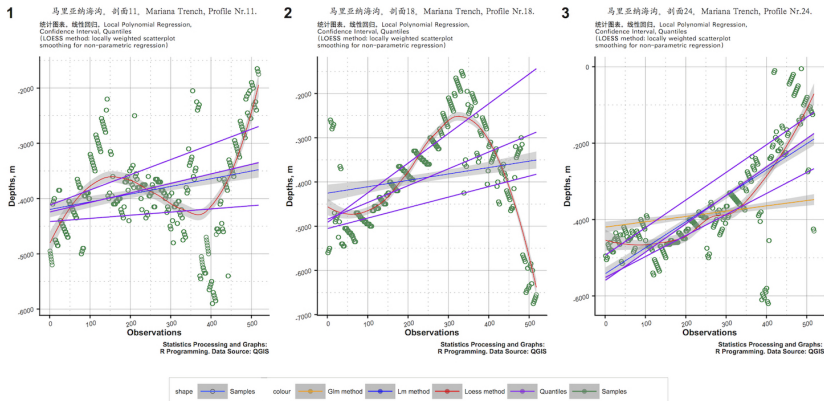 1
马里亚纳海沟，剖面11，Mariana Trench, Profile Nr.11.
统计图表，线性回归，Local Polynomial Regression,
Confidence Interval, Quantiles
(LOESS method: locally weighted scatterplot
smoothing for non-parametric regression)
Depths, m
-2000
-3000
-4000
-5000
-6000
0
100
200
300
400
500
Observations
Statistics Processing and Graphs:
R Programming. Data Source: QGIS
2
马里亚纳海沟，剖面18，Mariana Trench, Profile Nr.18.
统计图表，线性回归，Local Polynomial Regression,
Confidence Interval, Quantiles
(LOESS method: locally weighted scatterplot
smoothing for non-parametric regression)
Depths, m
-2000
-3000
-4000
-5000
-6000
-7000
0
100
200
300
400
500
Observations
Statistics Processing and Graphs:
R Programming. Data Source: QGIS
3
马里亚纳海沟，剖面24，Mariana Trench, Profile Nr.24.
统计图表，线性回归，Local Polynomial Regression,
Confidence Interval, Quantiles
(LOESS method: locally weighted scatterplot
smoothing for non-parametric regression)
Depths, m
0
-2000
-4000
-6000
0
100
200
300
400
500
Observations
Statistics Processing and Graphs:
R Programming. Data Source: QGIS
shape Samples colour Glm method Lm method Loess method Quantiles Samples